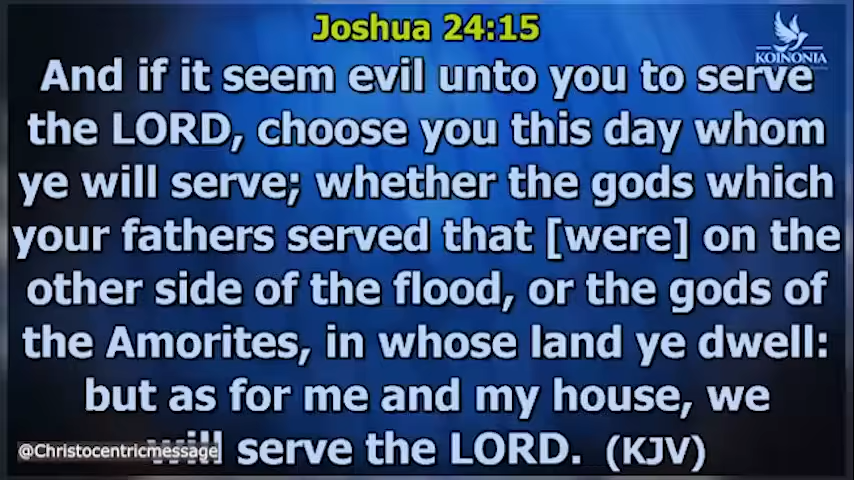 Joshua 24:15
KOINONIA
And if it seem evil unto you to serve
the LORD, choose you this day whom
ye will serve; whether the gods which
your fathers served that [were] on the
other side of the flood, or the gods of
the Amorites, in whose land ye dwell:
but as for me and my house, we
will serve the LORD. (KJV)
@Christocentricmessage